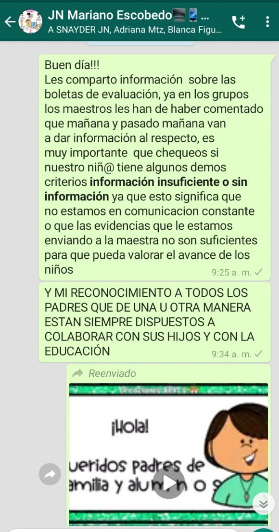 JN Mariano Escobedo ...
A SNAYDER JN, Adriana Mtz, Blanca Figu...
Buen día!!!
Les comparto información sobre las
boletas de evaluación, ya en los grupos
los maestros les han de haber comentado
que mañana y pasado mañana van
a dar información al respecto, es
muy importante que chequeos si
nuestro niñ@ tiene algunos demos
criterios información insuficiente o sin
información ya que esto significa que
no estamos en comunicacion constante
o que las evidencias que le estamos
enviando a la maestra no son suficientes
para que pueda valorar el avance de los
niños
9:25 a. m.
Y MI RECONOCIMIENTO A TODOS LOS
PADRES QUE DE UNA U OTRA MANERA
ESTAN SIEMPRE DISPUESTOS A
COLABORAR CON SUS HIJOS Y CON LA
EDUCACIÓN
9:34 a. m.
Reenviado
¡Hola!
ueridos padres de
amilia y alumnos